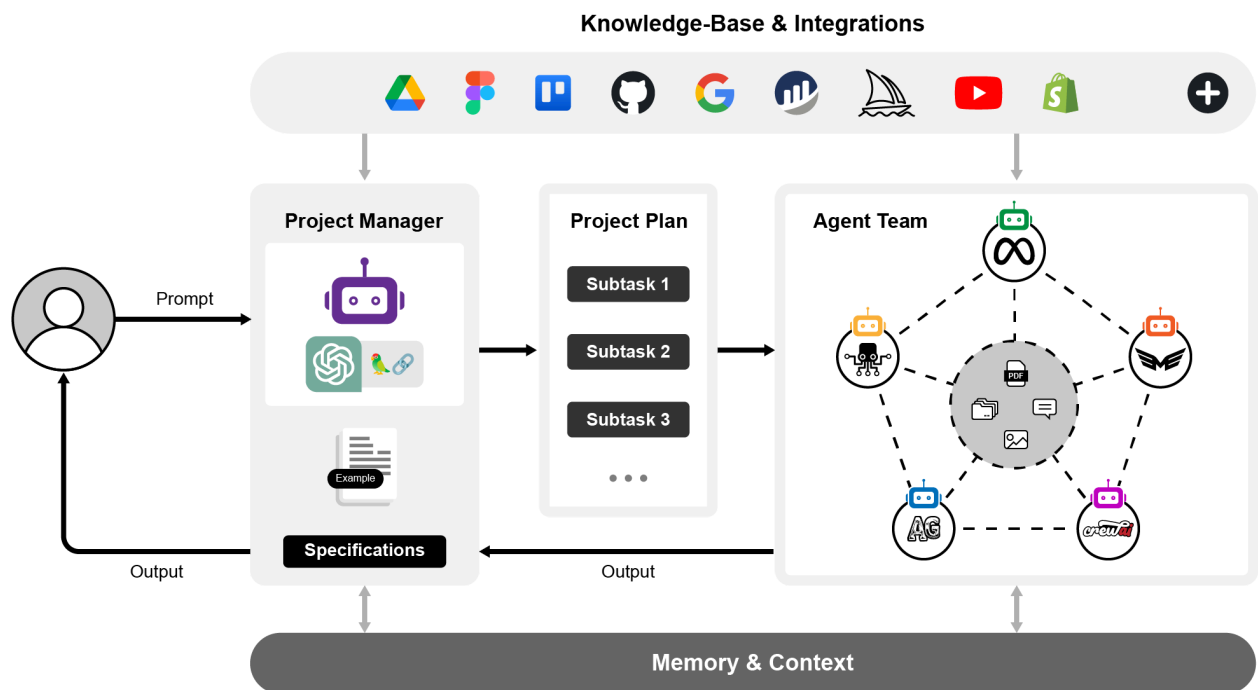 Knowledge-Base & Integrations
Project Manager
Project Plan
Agent Team
Prompt
Subtask 1
Subtask 2
Subtask 3
PDF
Example
Specifications
AG
crewai
Output
Output
Memory & Context